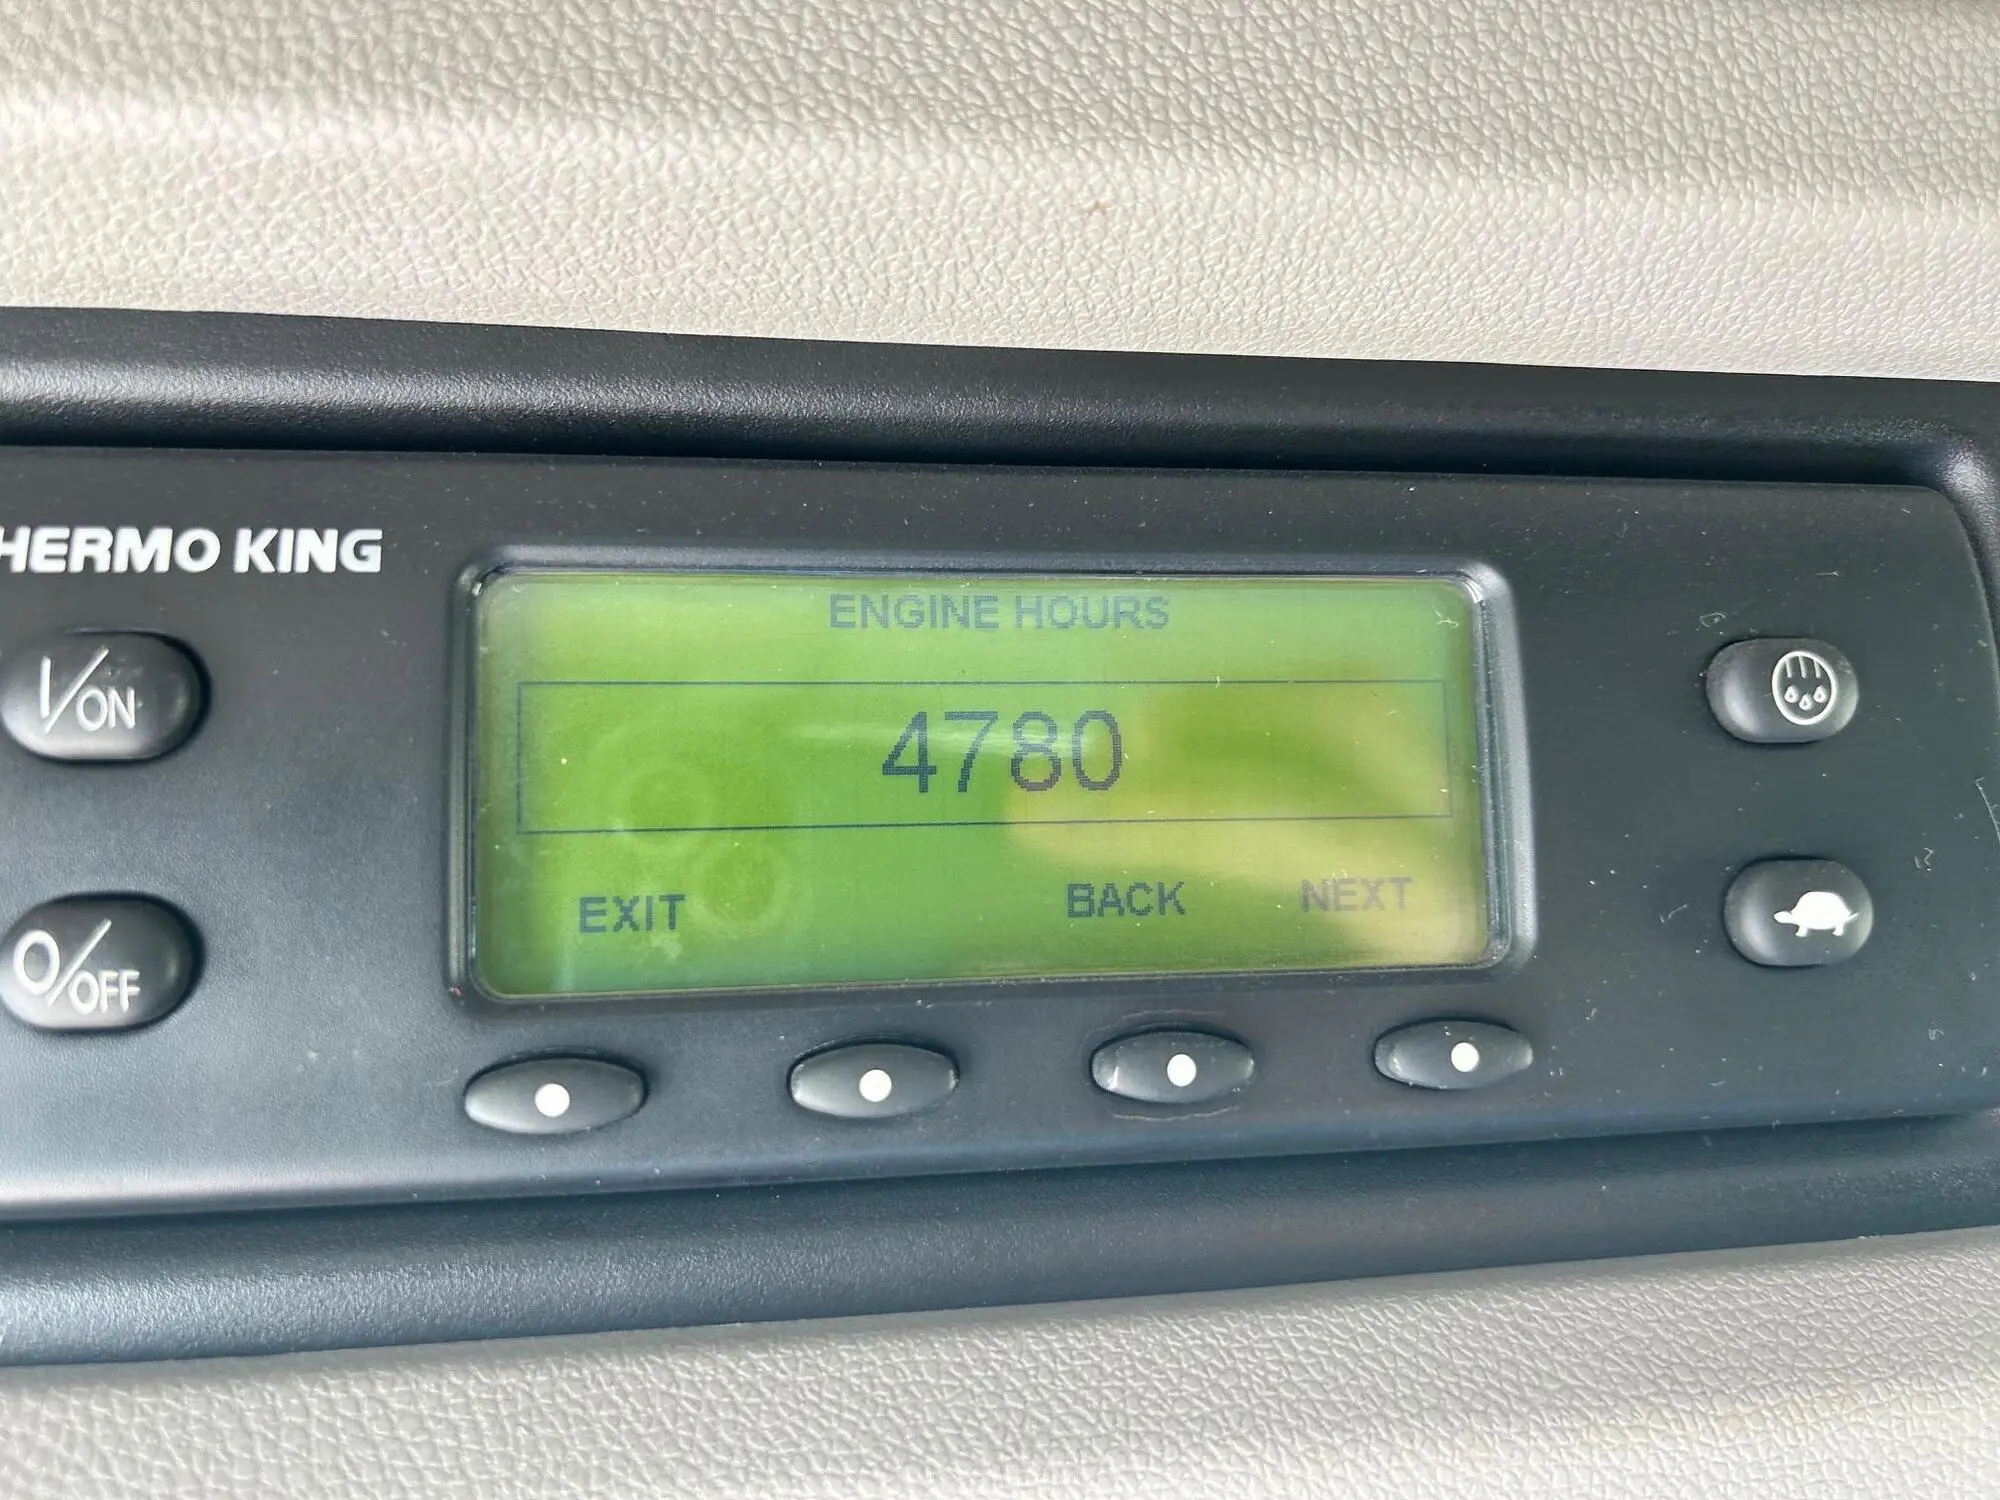 HERMO KING
ENGINE HOURS
I/ON
4780
EXIT BACK NEXT
O/OFF